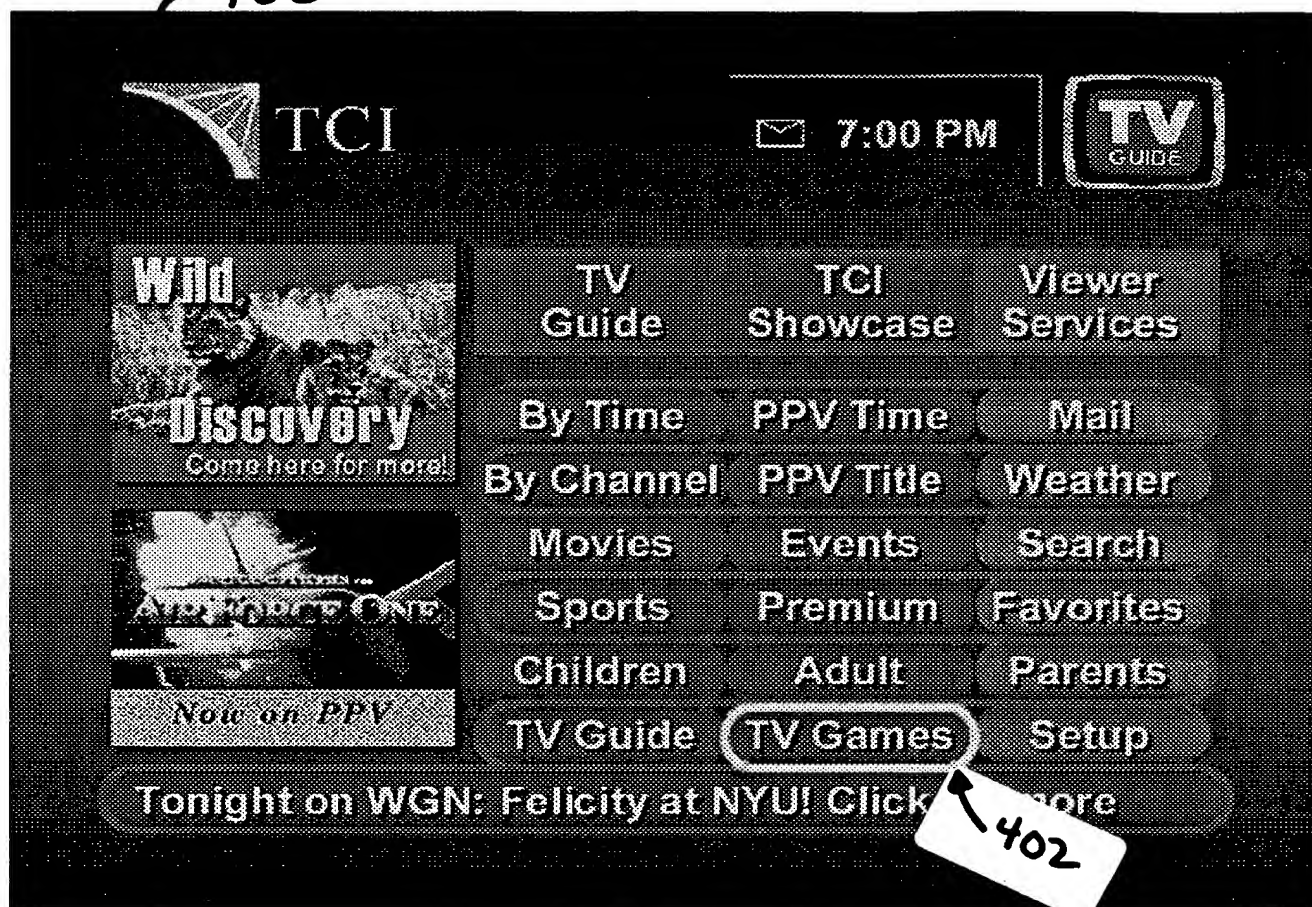 TCI
7:00 PM
TV
GUIDE
Wild
Discovery
Come here for more!
AIR FORCE ONE
Now on PPV
TV Guide
TCI Showcase
Viewer Services
By Time
PPV Time
Mail
By Channel
PPV Title
Weather
Movies
Events
Search
Sports
Premium
Favorites
Children
Adult
Parents
TV Guide
TV Games
Setup
Tonight on WGN: Felicity at NYU! Click more
402